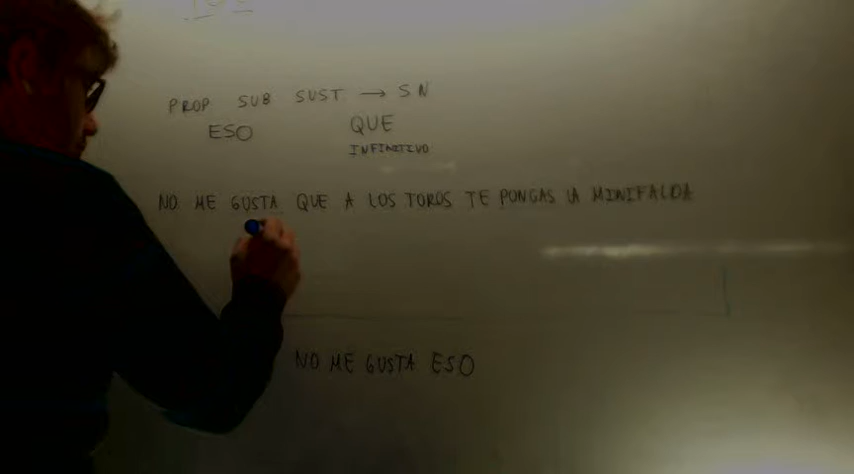 PROP SUB SUST → SN
ESO QUE
INFINITIVO
NO ME GUSTA QUE A LOS TOROS TE PONGAS LA MINIFALDA
NO ME GUSTA ESO